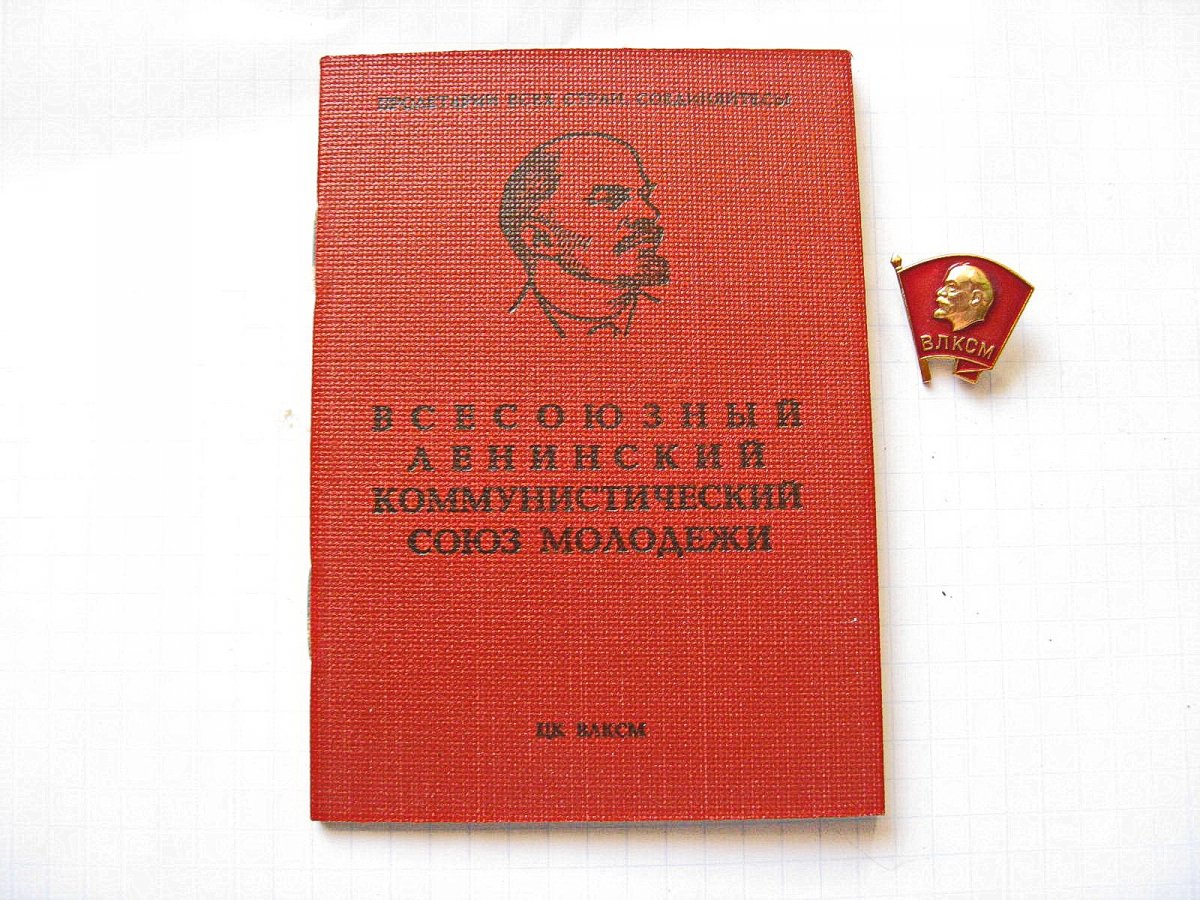 ПРОЛЕТАРИИ ВСЕХ СТРАН, СОЕДИНЯЙТЕСЬ!
ВСЕСОЮЗНЫЙ
ЛЕНИНСКИЙ
КОММУНИСТИЧЕСКИЙ
СОЮЗ МОЛОДЕЖИ
ЦК ВЛКСМ
ВЛКСМ